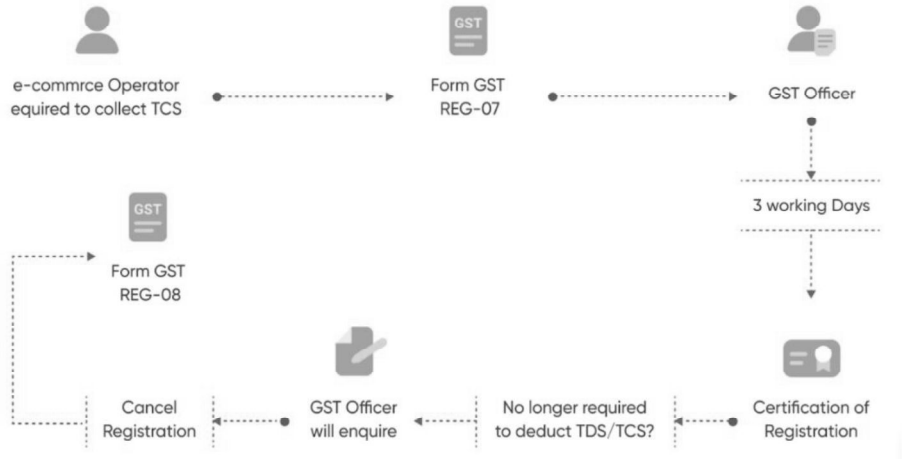 GST
e-commrce Operator
equired to collect TCS
Form GST
REG-07
GST Officer
3 working Days
GST
Form GST
REG-08
Cancel
Registration
GST Officer
will enquire
No longer required
to deduct TDS/TCS?
Certification of
Registration